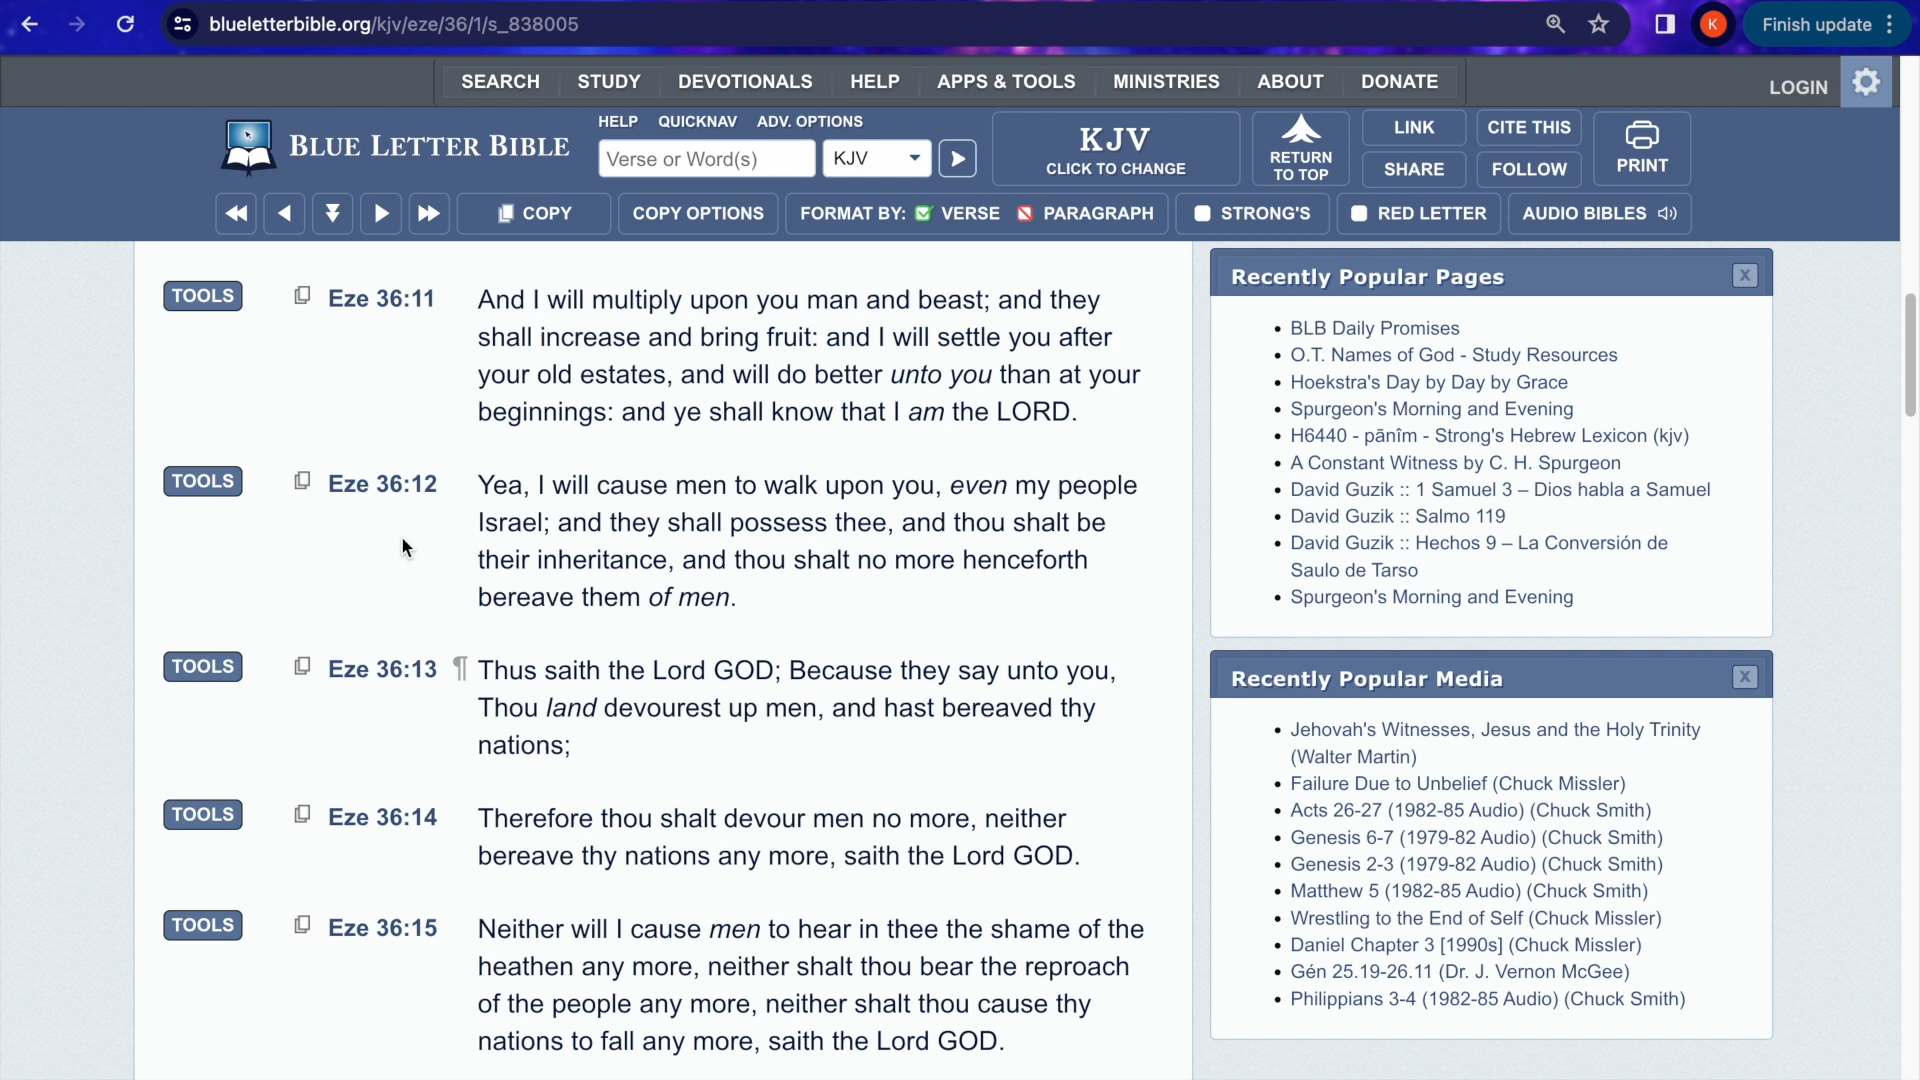 blueletterbible.org/kjv/eze/36/1/s_838005
K
Finish update
SEARCH STUDY DEVOTIONALS HELP APPS & TOOLS MINISTRIES ABOUT DONATE
LOGIN
BLUE LETTER BIBLE
HELP QUICKNAV ADV. OPTIONS
Verse or Word(s)
KJV
KJV
CLICK TO CHANGE
RETURN
TO TOP
LINK
CITE THIS
SHARE
FOLLOW
PRINT
COPY
COPY OPTIONS
FORMAT BY: VERSE PARAGRAPH
STRONG'S
RED LETTER
AUDIO BIBLES
TOOLS
Eze 36:11
And I will multiply upon you man and beast; and they
shall increase and bring fruit: and I will settle you after
your old estates, and will do better unto you than at your
beginnings: and ye shall know that I am the LORD.
TOOLS
Eze 36:12
Yea, I will cause men to walk upon you, even my people
Israel; and they shall possess thee, and thou shalt be
their inheritance, and thou shalt no more henceforth
bereave them of men.
TOOLS
Eze 36:13
¶ Thus saith the Lord GOD; Because they say unto you,
Thou land devourest up men, and hast bereaved thy
nations;
TOOLS
Eze 36:14
Therefore thou shalt devour men no more, neither
bereave thy nations any more, saith the Lord GOD.
TOOLS
Eze 36:15
Neither will I cause men to hear in thee the shame of the
heathen any more, neither shalt thou bear the reproach
of the people any more, neither shalt thou cause thy
nations to fall any more, saith the Lord GOD.
Recently Popular Pages
X
• BLB Daily Promises
• O.T. Names of God - Study Resources
• Hoekstra's Day by Day by Grace
• Spurgeon's Morning and Evening
• H6440 - pānîm - Strong's Hebrew Lexicon (kjv)
• A Constant Witness by C. H. Spurgeon
• David Guzik :: 1 Samuel 3 – Dios habla a Samuel
• David Guzik :: Salmo 119
• David Guzik :: Hechos 9 – La Conversión de
Saulo de Tarso
• Spurgeon's Morning and Evening
Recently Popular Media
X
• Jehovah's Witnesses, Jesus and the Holy Trinity
(Walter Martin)
• Failure Due to Unbelief (Chuck Missler)
• Acts 26-27 (1982-85 Audio) (Chuck Smith)
• Genesis 6-7 (1979-82 Audio) (Chuck Smith)
• Genesis 2-3 (1979-82 Audio) (Chuck Smith)
• Matthew 5 (1982-85 Audio) (Chuck Smith)
• Wrestling to the End of Self (Chuck Missler)
• Daniel Chapter 3 [1990s] (Chuck Missler)
• Gén 25.19-26.11 (Dr. J. Vernon McGee)
• Philippians 3-4 (1982-85 Audio) (Chuck Smith)